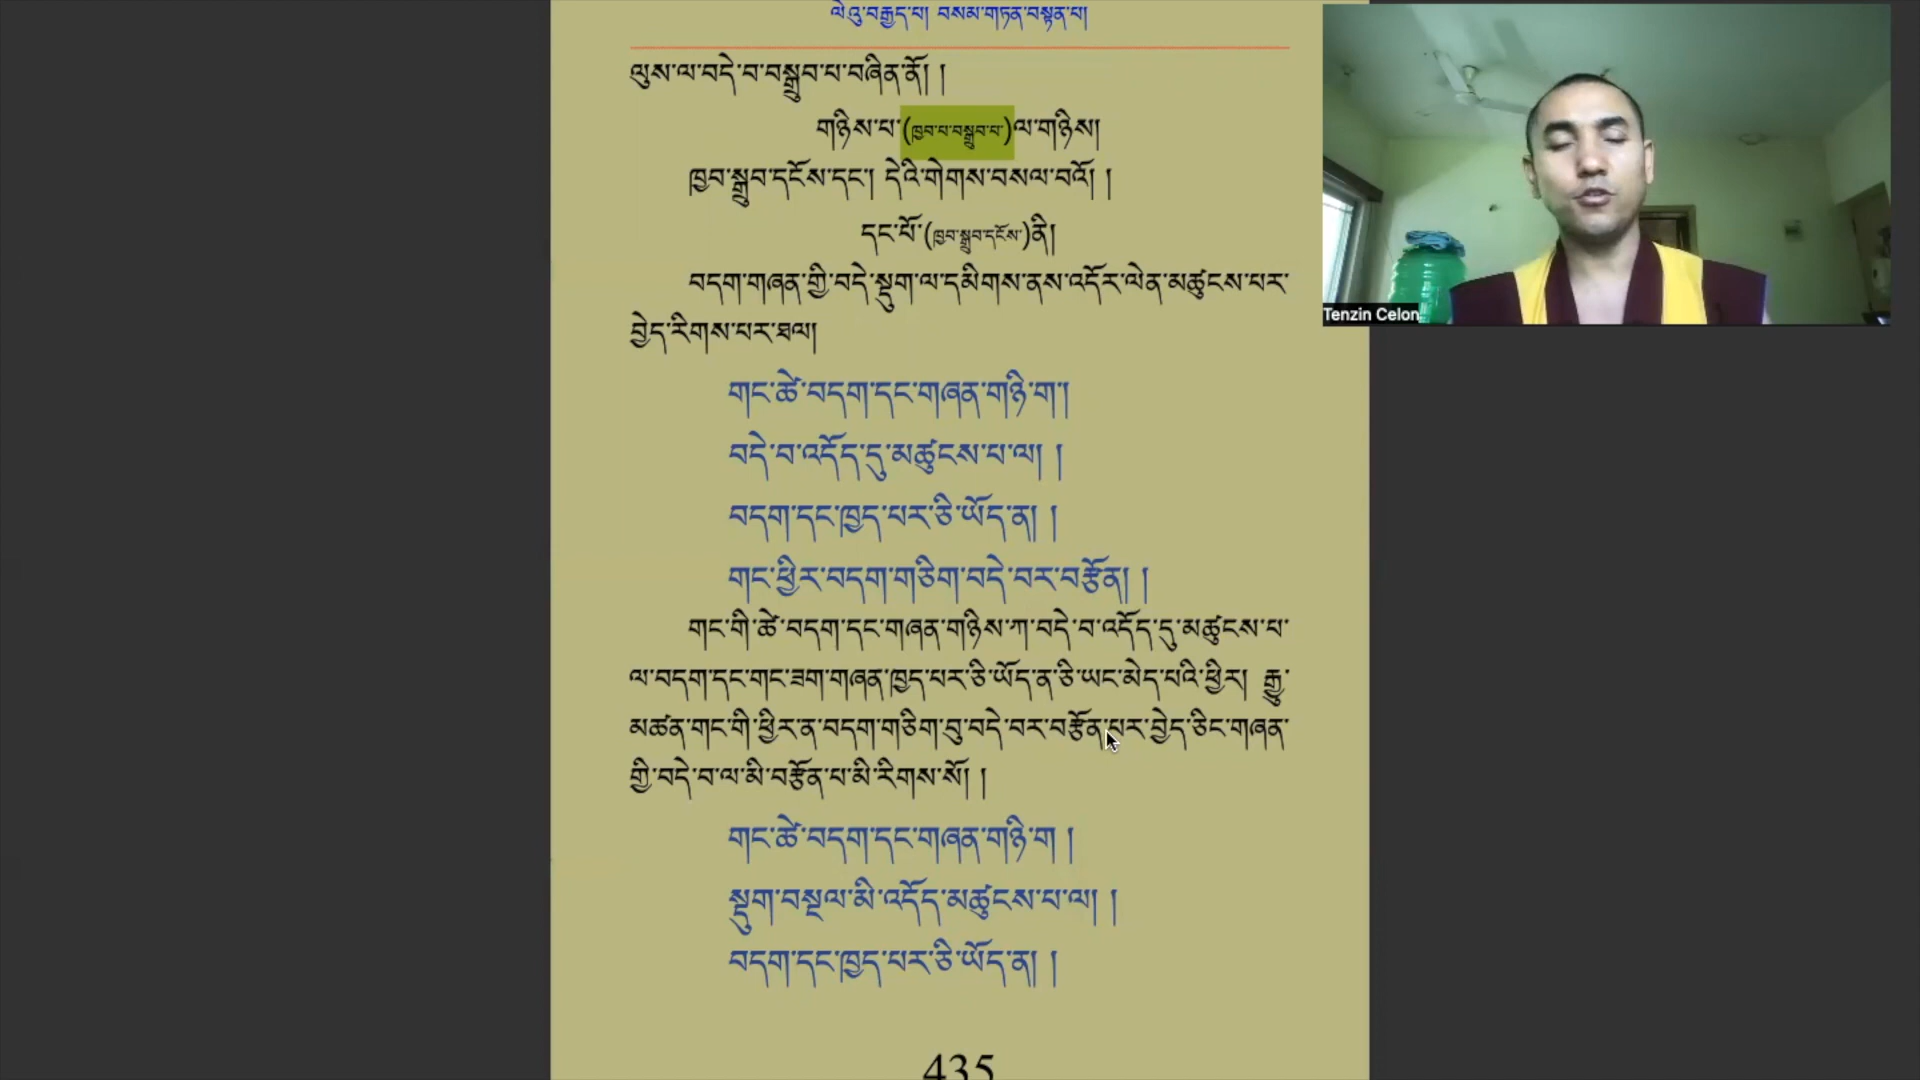 ལེའུ་བརྒྱད་པ། བསམ་གཏན་བསྟན་པ།
ལུས་ལ་བདེ་བ་བསྒྲུབ་པ་བཞིན་ནོ། །
གཉིས་པ་(ཁྱབ་པ་བསྒྲུབ་པ་)ལ་གཉིས།
ཁྱབ་སྒྲུབ་དངོས་དང་། དེའི་གེགས་བསལ་བའོ། །
དང་པོ་(ཁྱབ་སྒྲུབ་དངོས་)ནི།
བདག་གཞན་གྱི་བདེ་སྡུག་ལ་དམིགས་ནས་འདོར་ལེན་མཚུངས་པར་
བྱེད་རིགས་པར་ཐལ།
གང་ཚེ་བདག་དང་གཞན་གཉི་ག།
བདེ་བ་འདོད་དུ་མཚུངས་པ་ལ། །
བདག་དང་ཁྱད་པར་ཅི་ཡོད་ན། །
གང་ཕྱིར་བདག་གཅིག་བདེ་བར་བརྩོན། །
གང་གི་ཚེ་བདག་དང་གཞན་གཉིས་ཀ་བདེ་བ་འདོད་དུ་མཚུངས་པ་
ལ་བདག་དང་གང་ཟག་གཞན་ཁྱད་པར་ཅི་ཡོད་ན་ཅི་ཡང་མེད་པའི་ཕྱིར། རྒྱུ་
མཚན་གང་གི་ཕྱིར་ན་བདག་གཅིག་བུ་བདེ་བར་བརྩོན་པར་བྱེད་ཅིང་གཞན་
གྱི་བདེ་བ་ལ་མི་བརྩོན་པ་མི་རིགས་སོ། །
གང་ཚེ་བདག་དང་གཞན་གཉི་ག །
སྡུག་བསྔལ་མི་འདོད་མཚུངས་པ་ལ། །
བདག་དང་ཁྱད་པར་ཅི་ཡོད་ན། །
435
Tenzin Celon